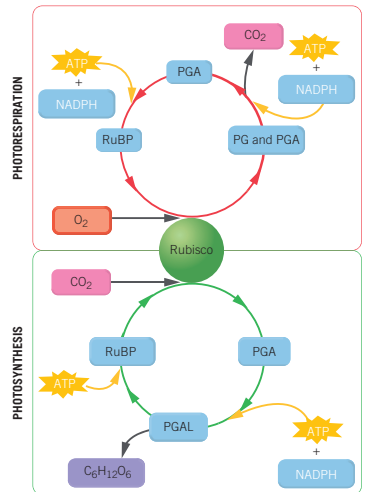 PHOTORESPIRATION
CO₂
ATP
+
NADPH
PGA
ATP
+
NADPH
RuBP
PG and PGA
O₂
Rubisco
PHOTOSYNTHESIS
CO₂
RuBP
PGA
ATP
PGAL
ATP
+
NADPH
C₆H₁₂O₆